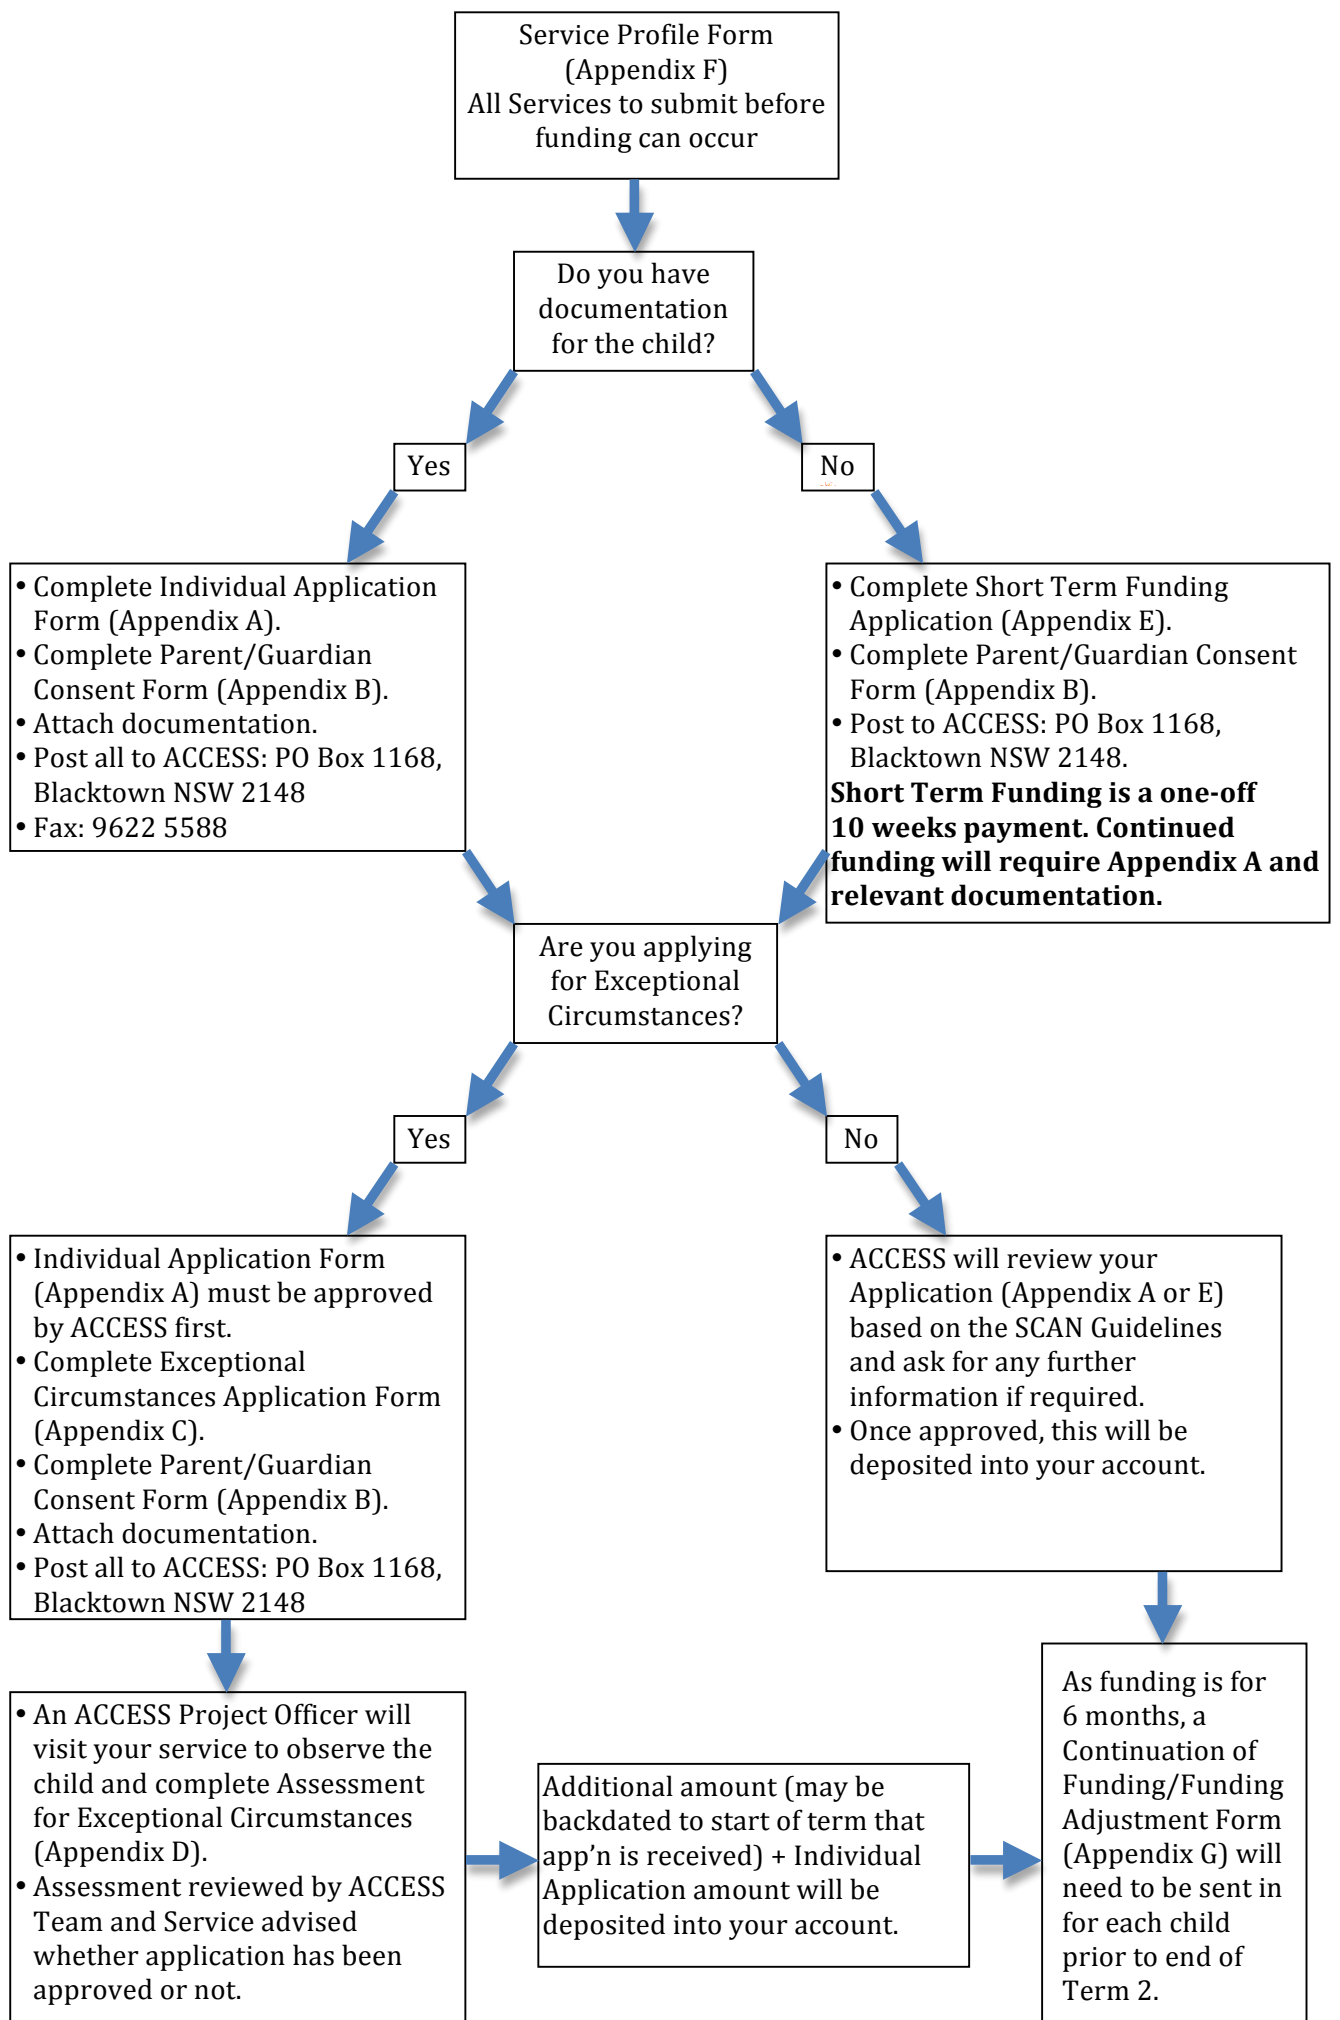 Service Profile Form
(Appendix F)
All Services to submit before
funding can occur
Do you have
documentation
for the child?
Yes
No
• Complete Individual Application
Form (Appendix A).
• Complete Parent/Guardian
Consent Form (Appendix B).
• Attach documentation.
• Post all to ACCESS: PO Box 1168,
Blacktown NSW 2148
• Fax: 9622 5588
• Complete Short Term Funding
Application (Appendix E).
• Complete Parent/Guardian Consent
Form (Appendix B).
• Post to ACCESS: PO Box 1168,
Blacktown NSW 2148.
Short Term Funding is a one-off
10 weeks payment. Continued
funding will require Appendix A and
relevant documentation.
Are you applying
for Exceptional
Circumstances?
Yes
No
• Individual Application Form
(Appendix A) must be approved
by ACCESS first.
• Complete Exceptional
Circumstances Application Form
(Appendix C).
• Complete Parent/Guardian
Consent Form (Appendix B).
• Attach documentation.
• Post all to ACCESS: PO Box 1168,
Blacktown NSW 2148
• ACCESS will review your
Application (Appendix A or E)
based on the SCAN Guidelines
and ask for any further
information if required.
• Once approved, this will be
deposited into your account.
• An ACCESS Project Officer will
visit your service to observe the
child and complete Assessment
for Exceptional Circumstances
(Appendix D).
• Assessment reviewed by ACCESS
Team and Service advised
whether application has been
approved or not.
Additional amount (may be
backdated to start of term that
app’n is received) + Individual
Application amount will be
deposited into your account.
As funding is for
6 months, a
Continuation of
Funding/Funding
Adjustment Form
(Appendix G) will
need to be sent in
for each child
prior to end of
Term 2.